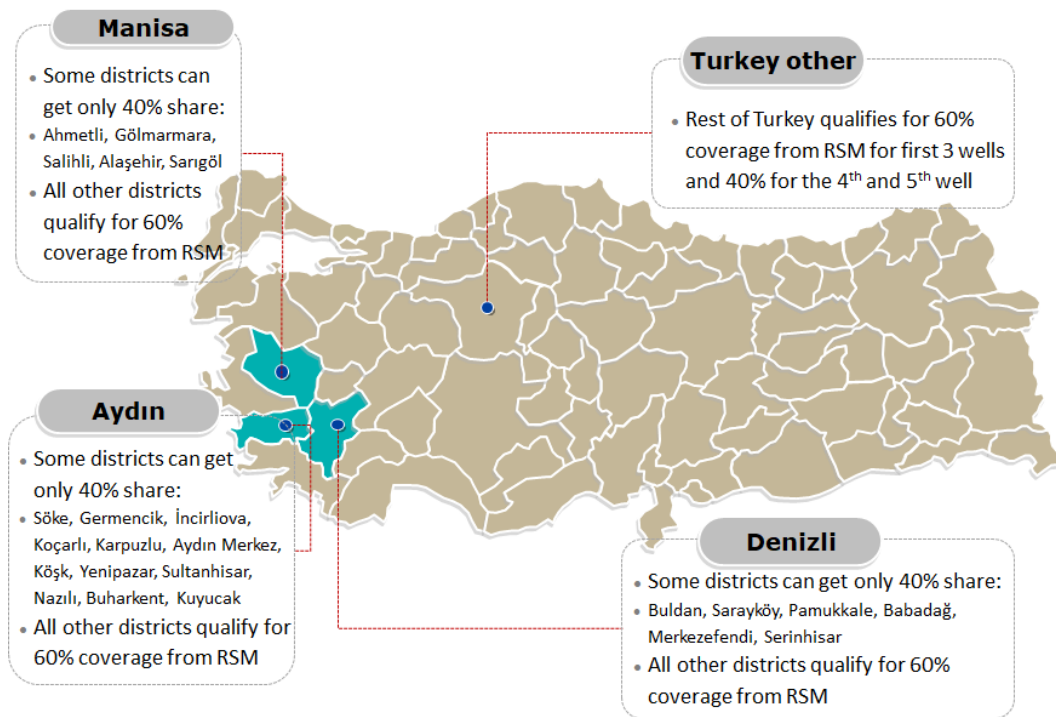 Manisa
• Some districts can
get only 40% share:
• Ahmetli, Gölmarmara,
Salihli, Alaşehir, Sarıgöl
• All other districts
qualify for 60%
coverage from RSM
Turkey other
• Rest of Turkey qualifies for 60%
coverage from RSM for first 3 wells
and 40% for the 4th and 5th well
Aydın
• Some districts can get
only 40% share:
• Söke, Germencik, İncirliova,
Koçarlı, Karpuzlu, Aydın Merkez,
Köşk, Yenipazar, Sultanhisar,
Nazılı, Buharkent, Kuyucak
• All other districts qualify for
60% coverage from RSM
Denizli
• Some districts can get only 40% share:
• Buldan, Sarayköy, Pamukkale, Babadağ,
Merkezefendi, Serinhisar
• All other districts qualify for 60%
coverage from RSM